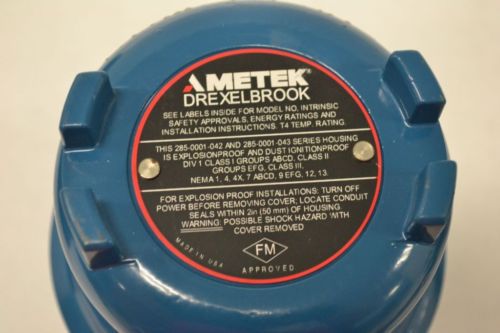 AMETEK®
DREXELBROOK
SEE LABELS INSIDE FOR MODEL NO, INTRINSIC
SAFETY APPROVALS, ENERGY RATINGS AND
INSTALLATION INSTRUCTIONS. T4 TEMP. RATING.
THIS 285-0001-042 AND 285-0001-043 SERIES HOUSING
IS EXPLOSIONPROOF AND DUST IGNITIONPROOF
DIV 1 CLASS I GROUPS ABCD, CLASS II
GROUPS EFG, CLASS III,
NEMA 1, 4, 4X, 7 ABCD, 9 EFG, 12, 13.
FOR EXPLOSION PROOF INSTALLATIONS: TURN OFF
POWER BEFORE REMOVING COVER; LOCATE CONDUIT
SEALS WITHIN 2in (50 mm) OF HOUSING.
WARNING: POSSIBLE SHOCK HAZARD WITH
COVER REMOVED
MADE IN USA
FM
APPROVED